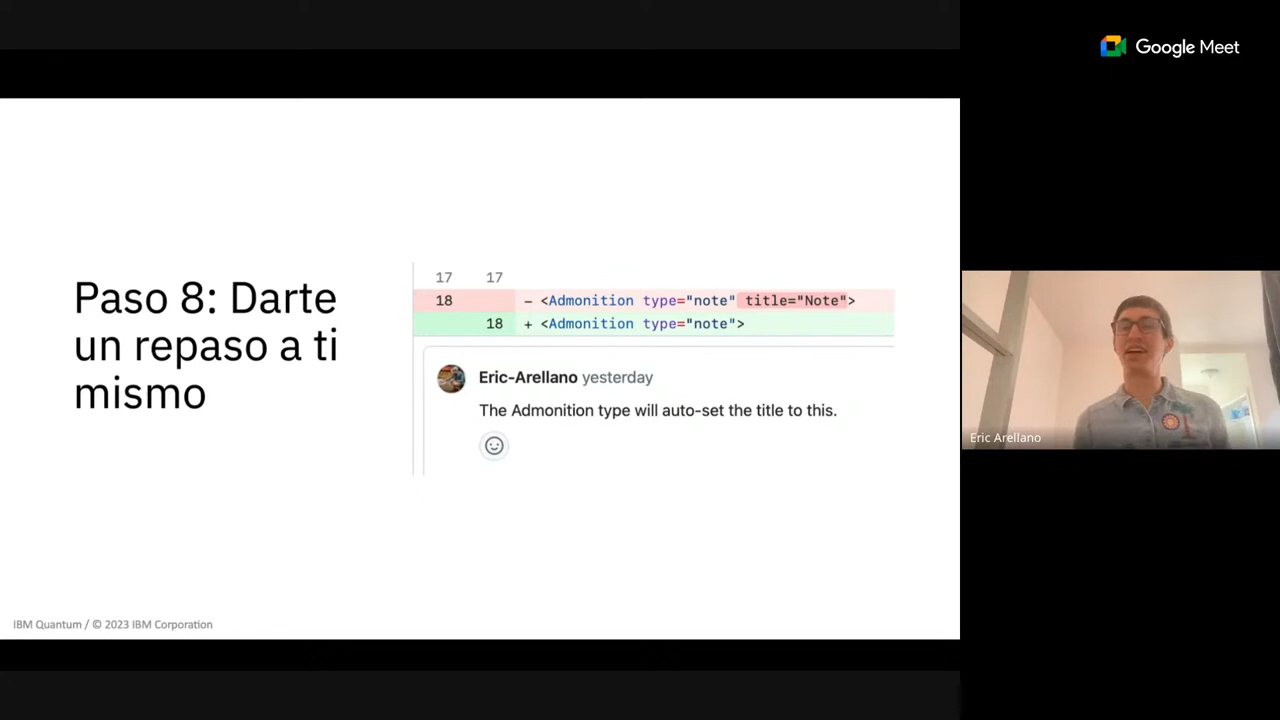 Google Meet
Paso 8: Darte
un repaso a ti
mismo
17 17
18 - <Admonition type="note" title="Note">
18 + <Admonition type="note">
Eric-Arellano yesterday
The Admonition type will auto-set the title to this.
Eric Arellano
IBM Quantum / © 2023 IBM Corporation